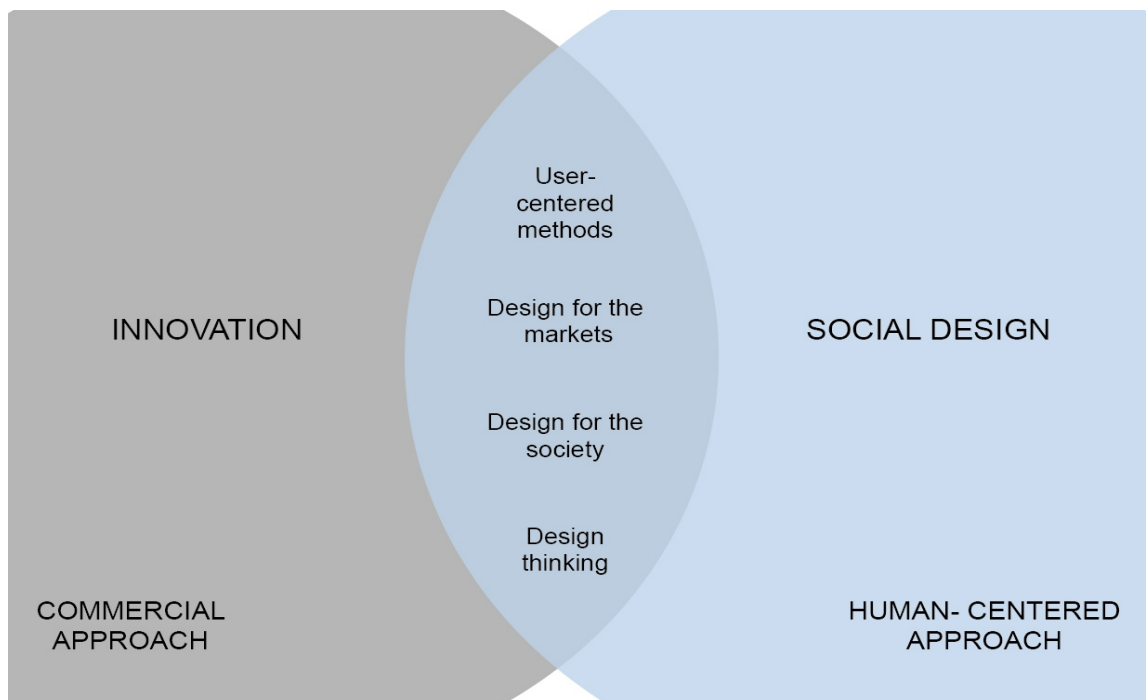 User-
centered
methods
Design for the
markets
INNOVATION
SOCIAL DESIGN
Design for the
society
Design
thinking
COMMERCIAL
APPROACH
HUMAN- CENTERED
APPROACH